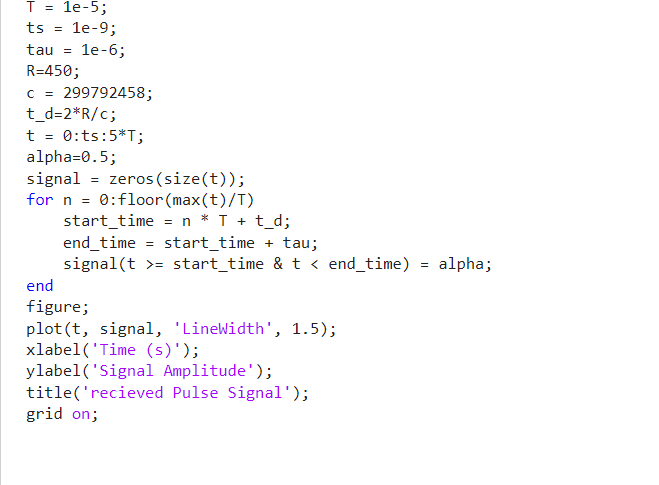 T = 1e-5;
ts = 1e-9;
tau = 1e-6;
R=450;
c = 299792458;
t_d=2*R/c;
t = 0:ts:5*T;
alpha=0.5;
signal = zeros(size(t));
for n = 0:floor(max(t)/T)
    start_time = n * T + t_d;
    end_time = start_time + tau;
    signal(t >= start_time & t < end_time) = alpha;
end
figure;
plot(t, signal, 'LineWidth', 1.5);
xlabel('Time (s)');
ylabel('Signal Amplitude');
title('recieved Pulse Signal');
grid on;